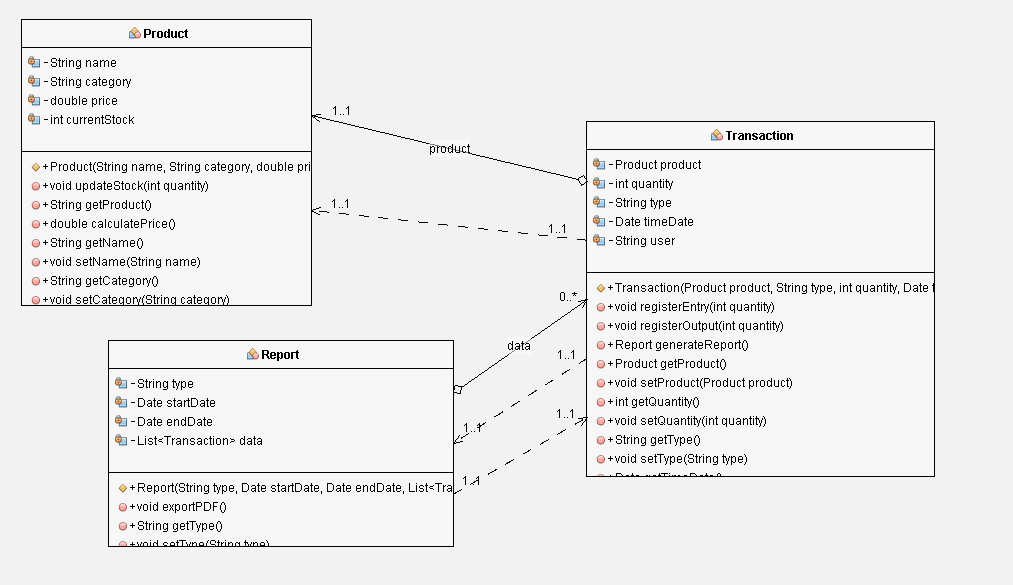 Product
-String name
-String category
-double price
-int currentStock
+Product(String name, String category, double pri
+void updateStock(int quantity)
+String getProduct()
+double calculatePrice()
+String getName()
+void setName(String name)
+String getCategory()
+void setCategory(String category)
1..1
product
1..1
1..1
Transaction
-Product product
-int quantity
-String type
-Date timeDate
-String user
+Transaction(Product product, String type, int quantity, Date t
+void registerEntry(int quantity)
+void registerOutput(int quantity)
+Report generateReport()
+Product getProduct()
+void setProduct(Product product)
+int getQuantity()
+void setQuantity(int quantity)
+String getType()
+void setType(String type)
+Date getTimeDate()
0..*
data
1..1
1..1
1..1
1..1
Report
-String type
-Date startDate
-Date endDate
-List<Transaction> data
+Report(String type, Date startDate, Date endDate, List<Tra
+void exportPDF()
+String getType()
+void setType(String type)